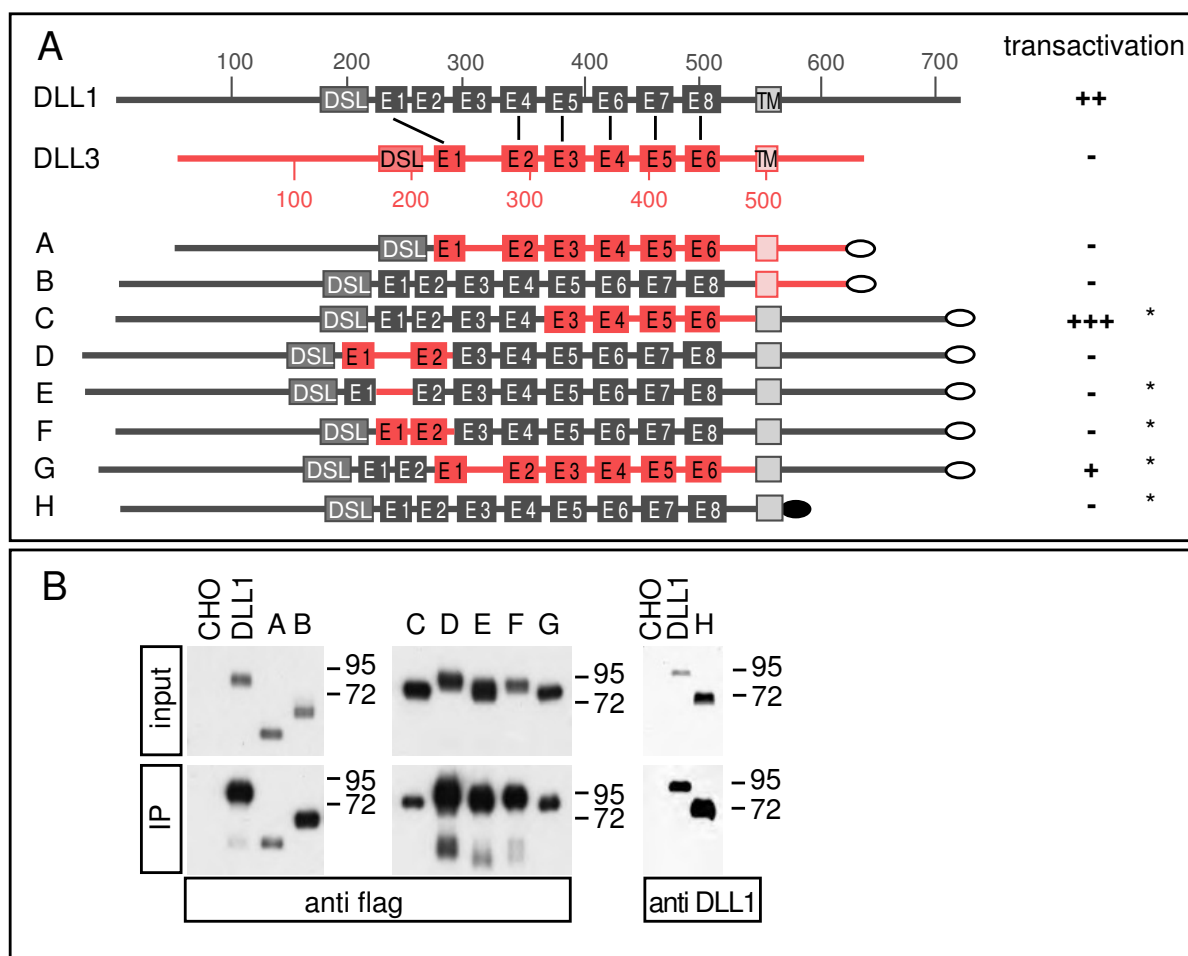 A
transactivation
100 200 300 400 500 600 700
DLL1 DSL E1 E2 E3 E4 E5 E6 E7 E8 TM ++
DLL3 DSL E1 E2 E3 E4 E5 E6 TM -
100 200 300 400 500
A DSL E1 E2 E3 E4 E5 E6 -
B DSL E1 E2 E3 E4 E5 E6 E7 E8 -
C DSL E1 E2 E3 E4 E3 E4 E5 E6 +++ *
D DSL E1 E2 E3 E4 E5 E6 E7 E8 -
E DSL E1 E2 E3 E4 E5 E6 E7 E8 - *
F DSL E1 E2 E3 E4 E5 E6 E7 E8 - *
G DSL E1 E2 E1 E2 E3 E4 E5 E6 + *
H DSL E1 E2 E3 E4 E5 E6 E7 E8 - *
B
CHO DLL1 A B C D E F G CHO DLL1 H
input
-95
-72
-95
-72
-95
-72
IP
-95
-72
-95
-72
-95
-72
anti flag
anti DLL1